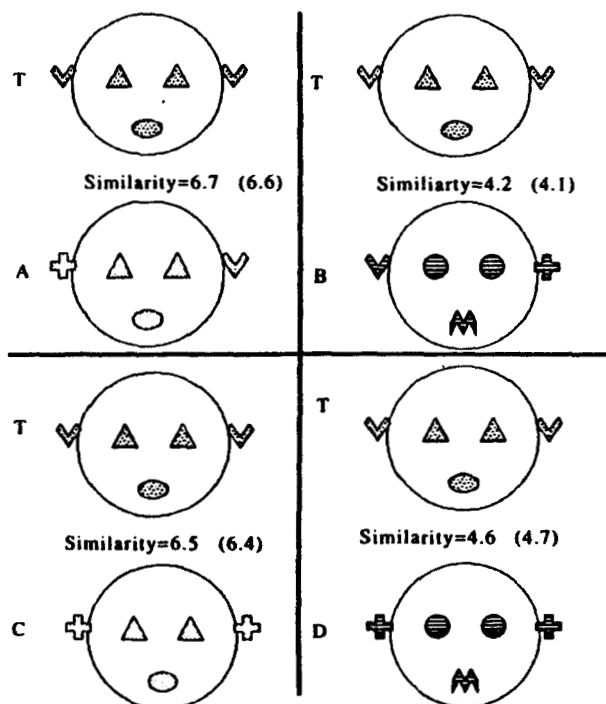 T
Similarity=6.7 (6.6)
A
T
Similiarty=4.2 (4.1)
B
T
Similarity=6.5 (6.4)
C
T
Similarity=4.6 (4.7)
D